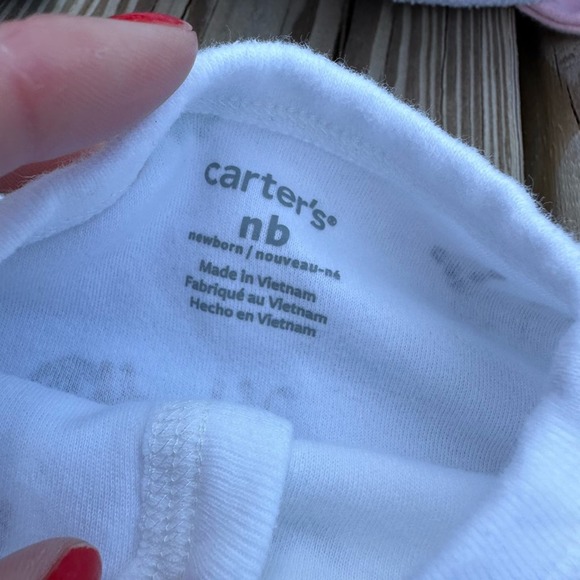 carter's®
nb
newborn / nouveau-né
Made in Vietnam
Fabriqué au Vietnam
Hecho en Vietnam